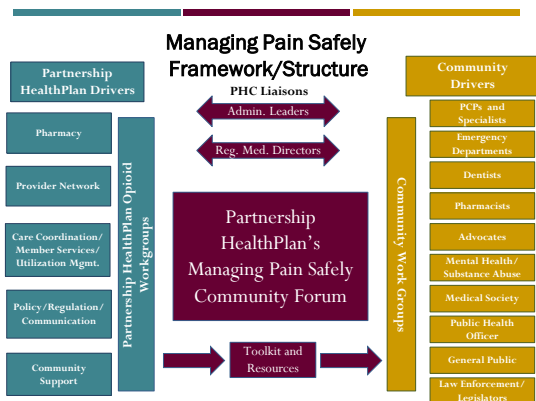 Managing Pain Safely
Framework/Structure
Partnership
HealthPlan Drivers
Pharmacy
Provider Network
Care Coordination/
Member Services/
Utilization Mgmt.
Policy/Regulation/
Communication
Community
Support
Partnership HealthPlan Opioid
Workgroups
PHC Liaisons
Admin. Leaders
Reg. Med. Directors
Partnership
HealthPlan’s
Managing Pain Safely
Community Forum
Toolkit and
Resources
Community Work Groups
Community
Drivers
PCPs and
Specialists
Emergency
Departments
Dentists
Pharmacists
Advocates
Mental Health/
Substance Abuse
Medical Society
Public Health
Officer
General Public
Law Enforcement/
Legislators